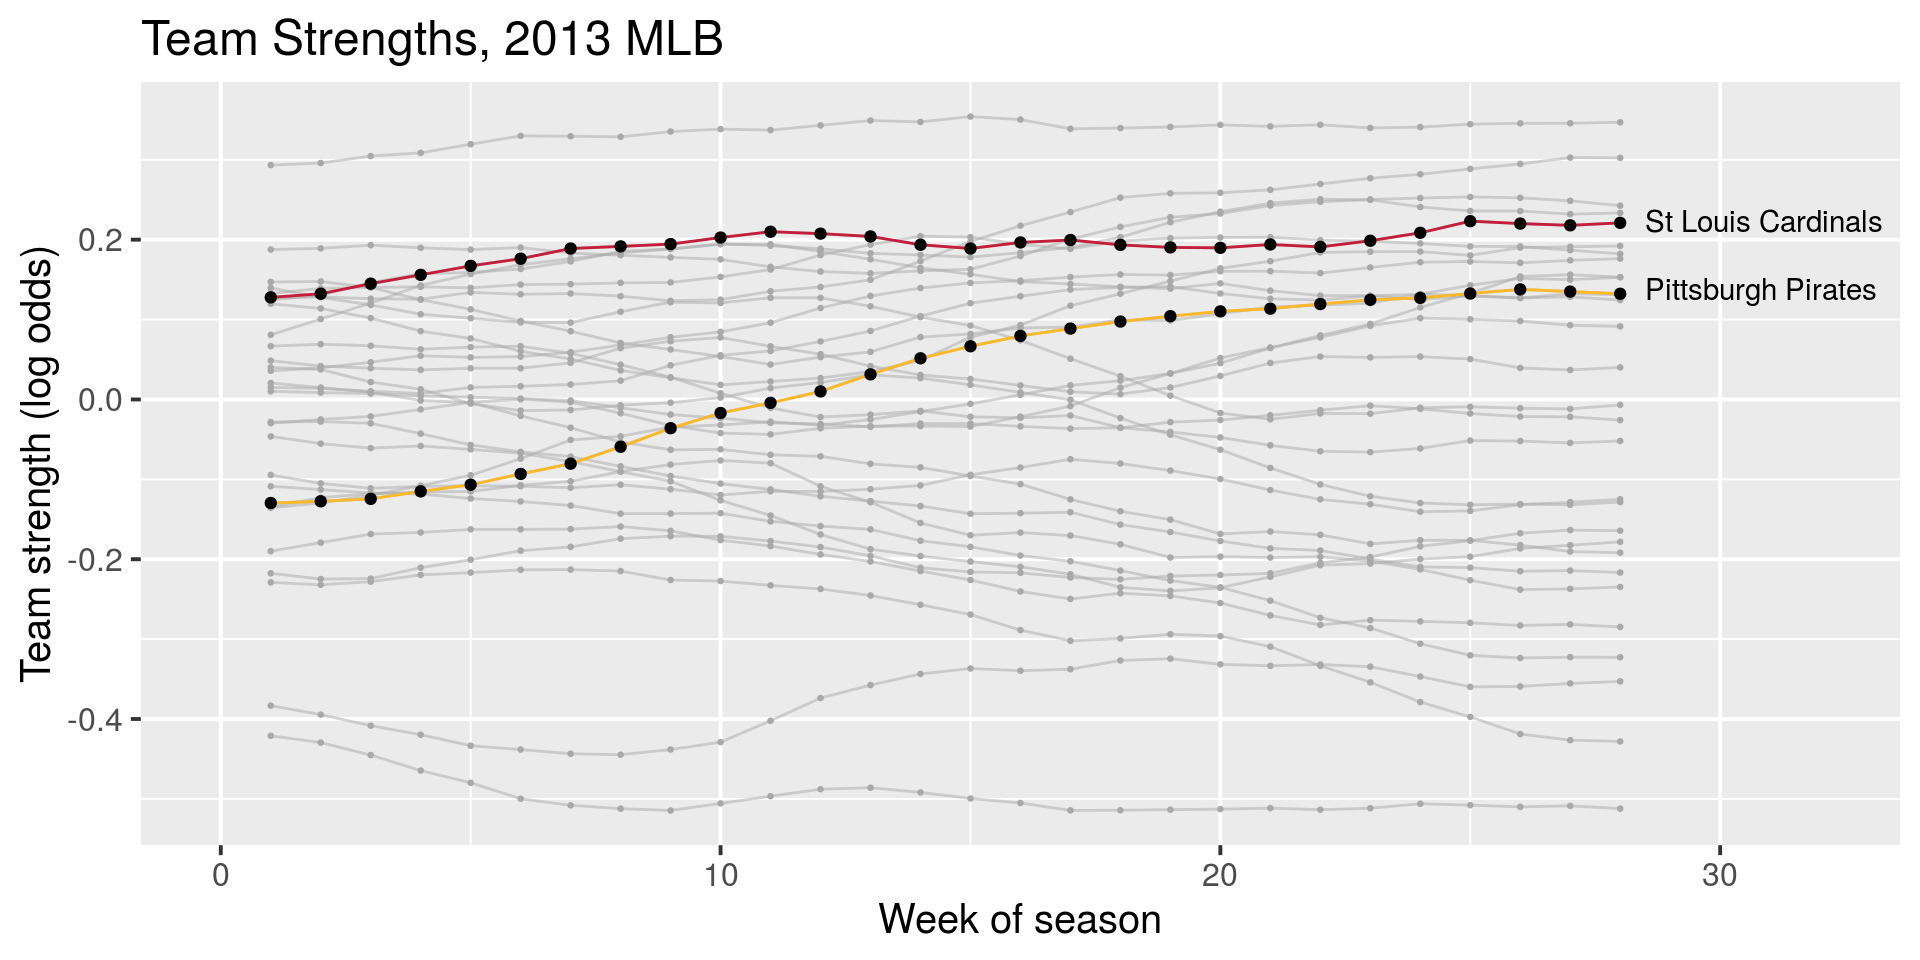 Team Strengths, 2013 MLB
Team strength (log odds)
0.2
0.0
-0.2
-0.4
St Louis Cardinals
Pittsburgh Pirates
0
10
20
30
Week of season